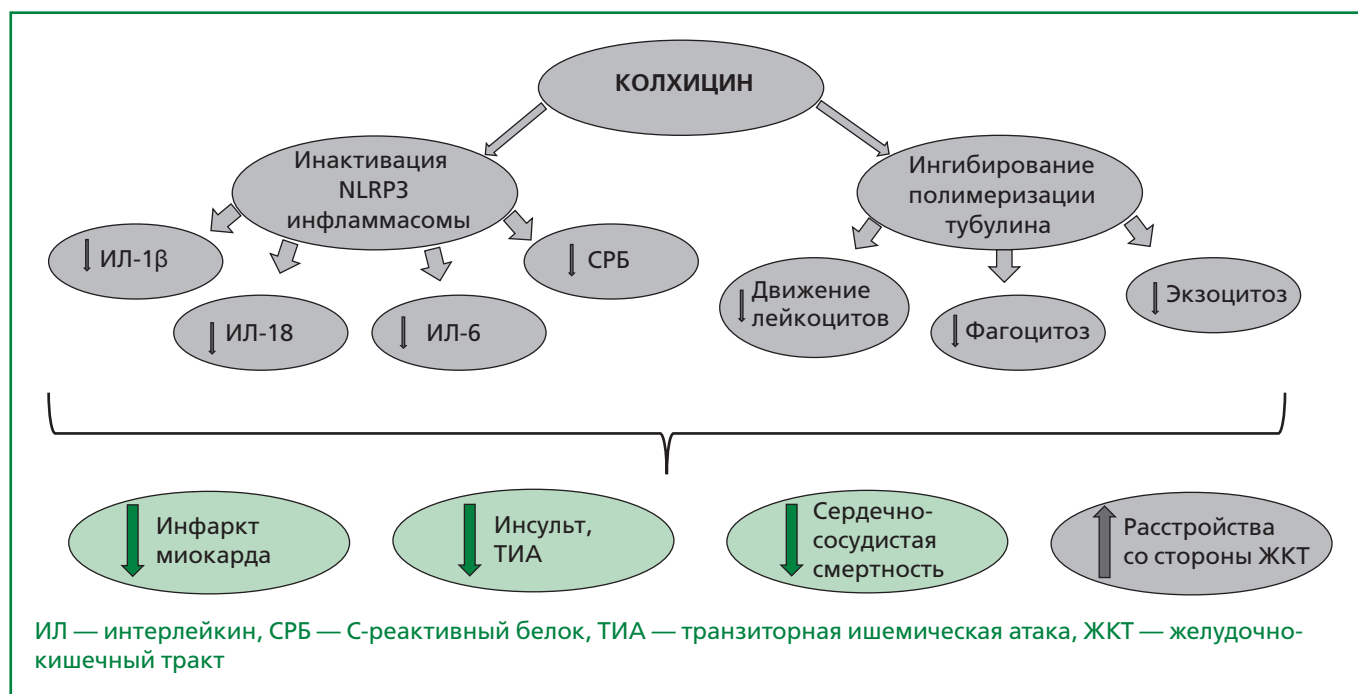 КОЛХИЦИН
Инактивация
NLRP3
инфламмасомы
Ингибирование
полимеризации
тубулина
ИЛ-1β
ИЛ-18
ИЛ-6
СРБ
Движение
лейкоцитов
Фагоцитоз
Экзоцитоз
Инфаркт
миокарда
Инсульт,
ТИА
Сердечно-
сосудистая
смертность
Расстройства
со стороны ЖКТ
ИЛ — интерлейкин, СРБ — С-реактивный белок, ТИА — транзиторная ишемическая атака, ЖКТ — желудочно-
кишечный тракт